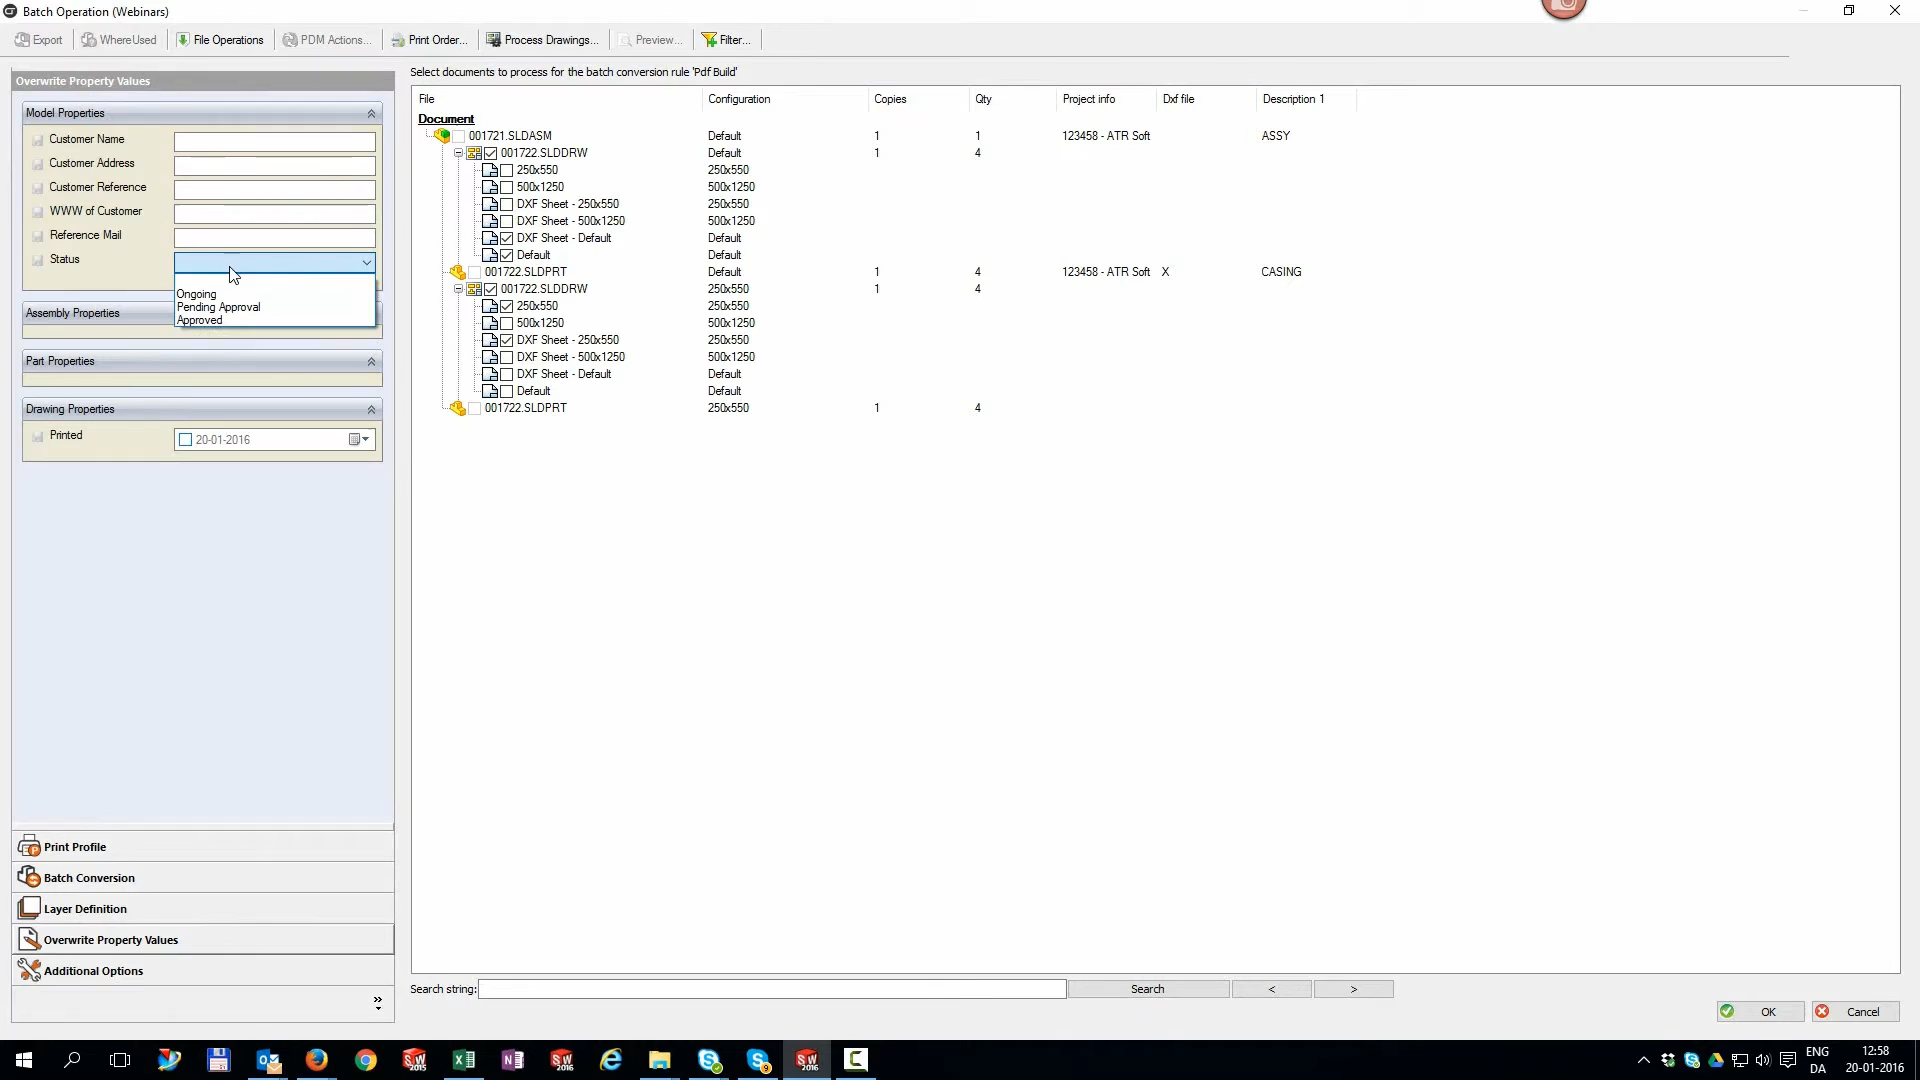 Batch Operation (Webinars)
Export WhereUsed File Operations PDM Actions... Print Order... Process Drawings... Preview... Filter...
Overwrite Property Values
Model Properties
Customer Name
Customer Address
Customer Reference
WWW of Customer
Reference Mail
Status
Ongoing
Pending Approval
Approved
Assembly Properties
Part Properties
Drawing Properties
Printed 20-01-2016
Print Profile
Batch Conversion
Layer Definition
Overwrite Property Values
Additional Options
Select documents to process for the batch conversion rule 'Pdf Build'
File Configuration Copies Qty Project info Dxf file Description 1
Document
001721.SLDASM Default 1 1 123458 - ATR Soft ASSY
001722.SLDDRW Default 1 4
250x550 250x550
500x1250 500x1250
DXF Sheet - 250x550 250x550
DXF Sheet - 500x1250 500x1250
DXF Sheet - Default Default
Default Default
001722.SLDPRT Default 1 4 123458 - ATR Soft X CASING
001722.SLDDRW 250x550 1 4
250x550 250x550
500x1250 500x1250
DXF Sheet - 250x550 250x550
DXF Sheet - 500x1250 500x1250
DXF Sheet - Default Default
Default Default
001722.SLDPRT 250x550 1 4
Search string: Search < >
OK Cancel
SW 2015 SW 2016 SW 2016
ENG 12:58
DA 20-01-2016